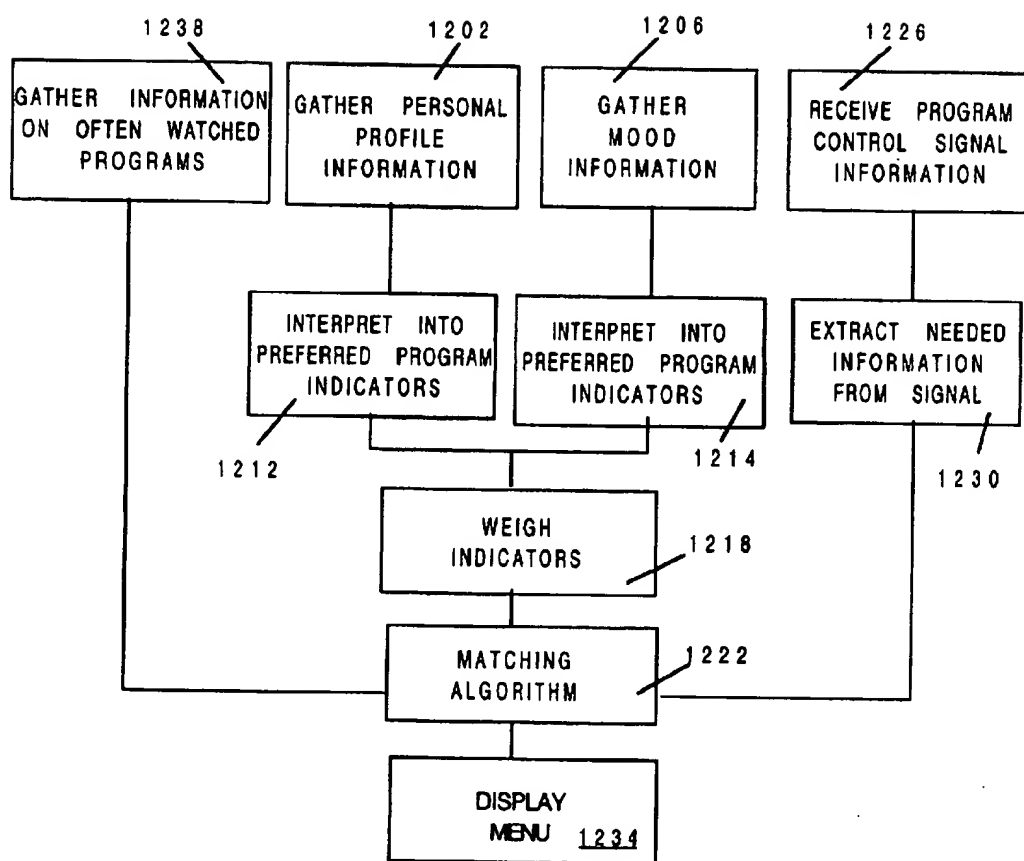 1238
1202
1206
1226
GATHER INFORMATION
ON OFTEN WATCHED
PROGRAMS
GATHER PERSONAL
PROFILE
INFORMATION
GATHER
MOOD
INFORMATION
RECEIVE PROGRAM
CONTROL SIGNAL
INFORMATION
INTERPRET INTO
PREFERRED PROGRAM
INDICATORS
INTERPRET INTO
PREFERRED PROGRAM
INDICATORS
EXTRACT NEEDED
INFORMATION
FROM SIGNAL
1212
1214
1230
WEIGH
INDICATORS
1218
MATCHING
ALGORITHM
1222
DISPLAY
MENU 1234